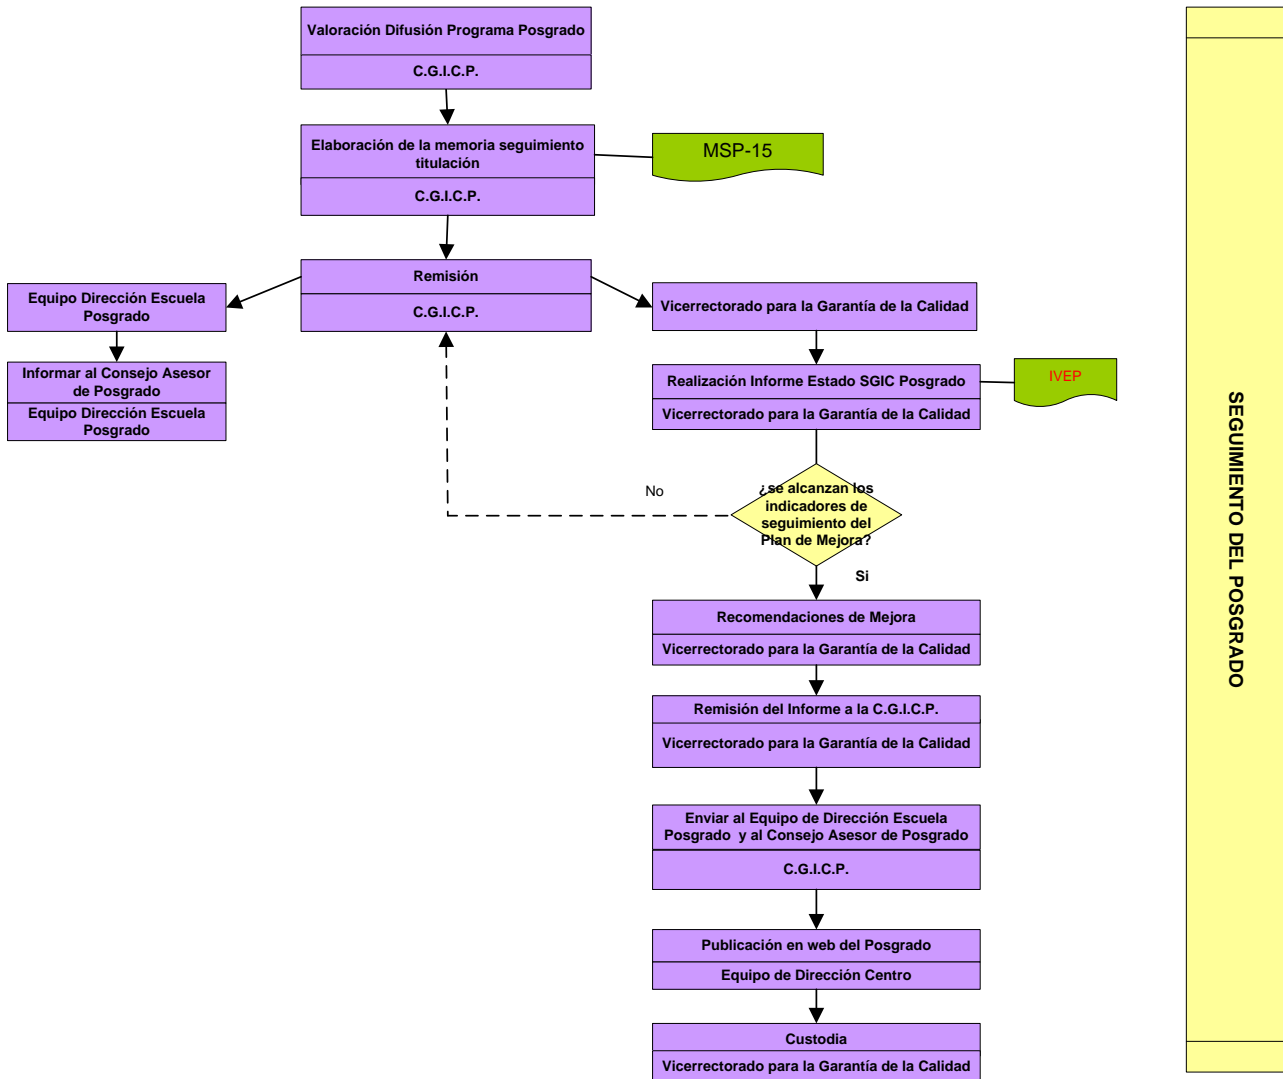 Valoración Difusión Programa Posgrado
C.G.I.C.P.
Elaboración de la memoria seguimiento
titulación
C.G.I.C.P.
MSP-15
Remisión
C.G.I.C.P.
Equipo Dirección Escuela
Posgrado
Informar al Consejo Asesor
de Posgrado
Equipo Dirección Escuela
Posgrado
Vicerrectorado para la Garantía de la Calidad
Realización Informe Estado SGIC Posgrado
Vicerrectorado para la Garantía de la Calidad
IVEP
¿se alcanzan los
indicadores de
seguimiento del
Plan de Mejora?
No
Si
Recomendaciones de Mejora
Vicerrectorado para la Garantía de la Calidad
Remisión del Informe a la C.G.I.C.P.
Vicerrectorado para la Garantía de la Calidad
Enviar al Equipo de Dirección Escuela
Posgrado y al Consejo Asesor de Posgrado
C.G.I.C.P.
Publicación en web del Posgrado
Equipo de Dirección Centro
Custodia
Vicerrectorado para la Garantía de la Calidad
SEGUIMIENTO DEL POSGRADO